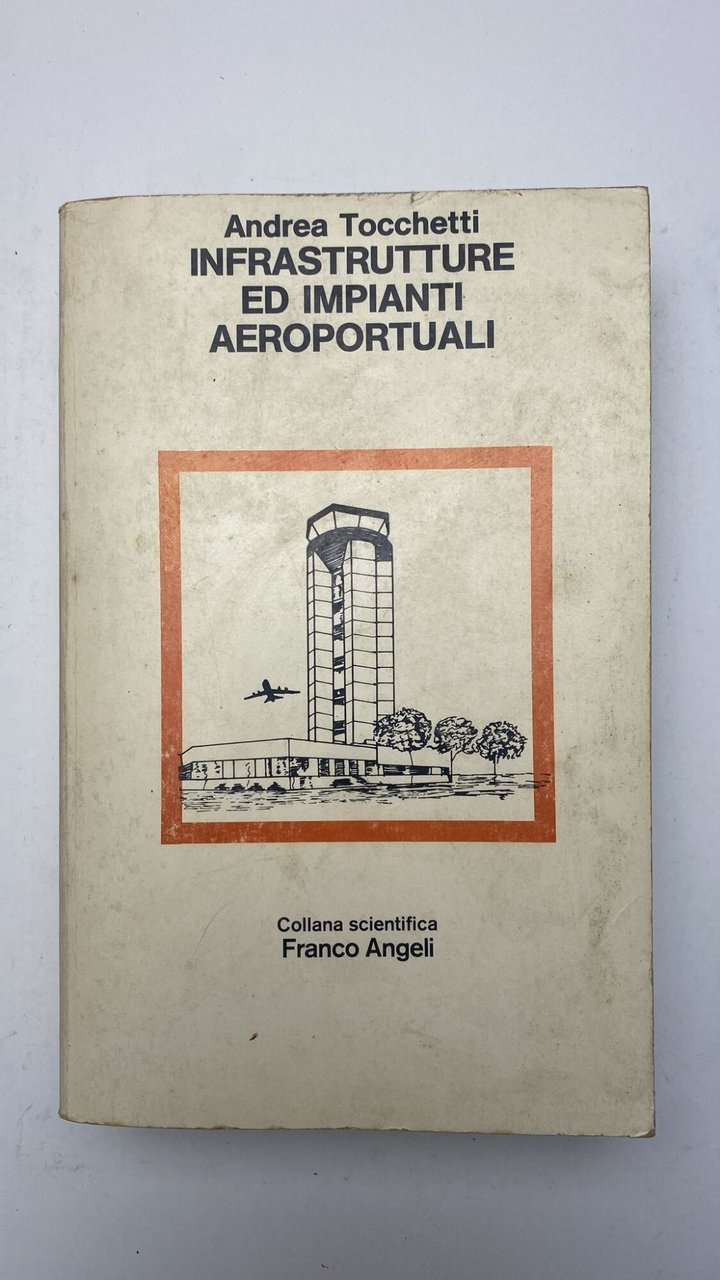 Andrea Tocchetti
INFRASTRUTTURE
ED IMPIANTI
AEROPORTUALI
Collana scientifica
Franco Angeli